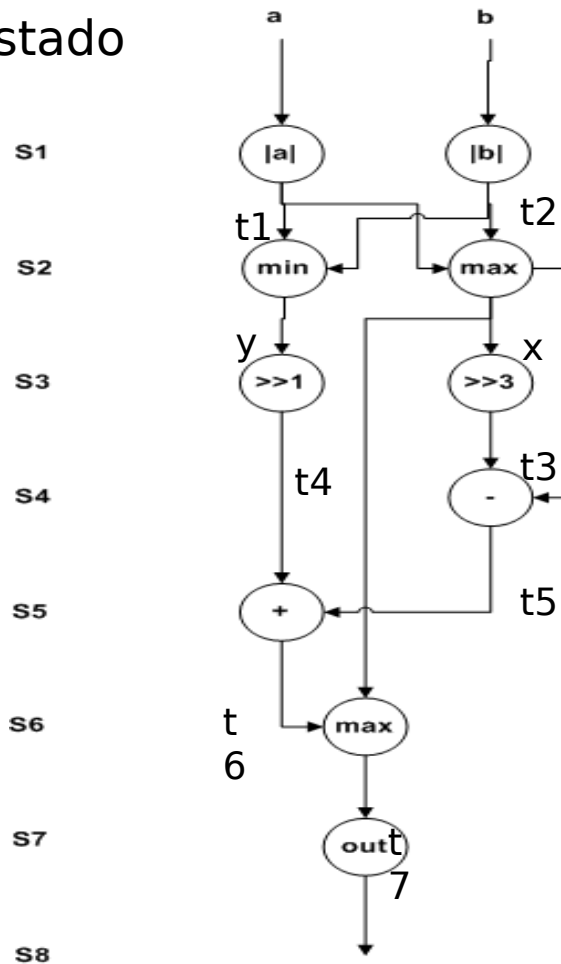 stado
a b
S1 |a| |b|
t1 t2
S2 min max
y x
S3 >>1 >>3
t4 t3
S4 -
t5
S5 +
S6 t max
6
S7 out t
7
S8